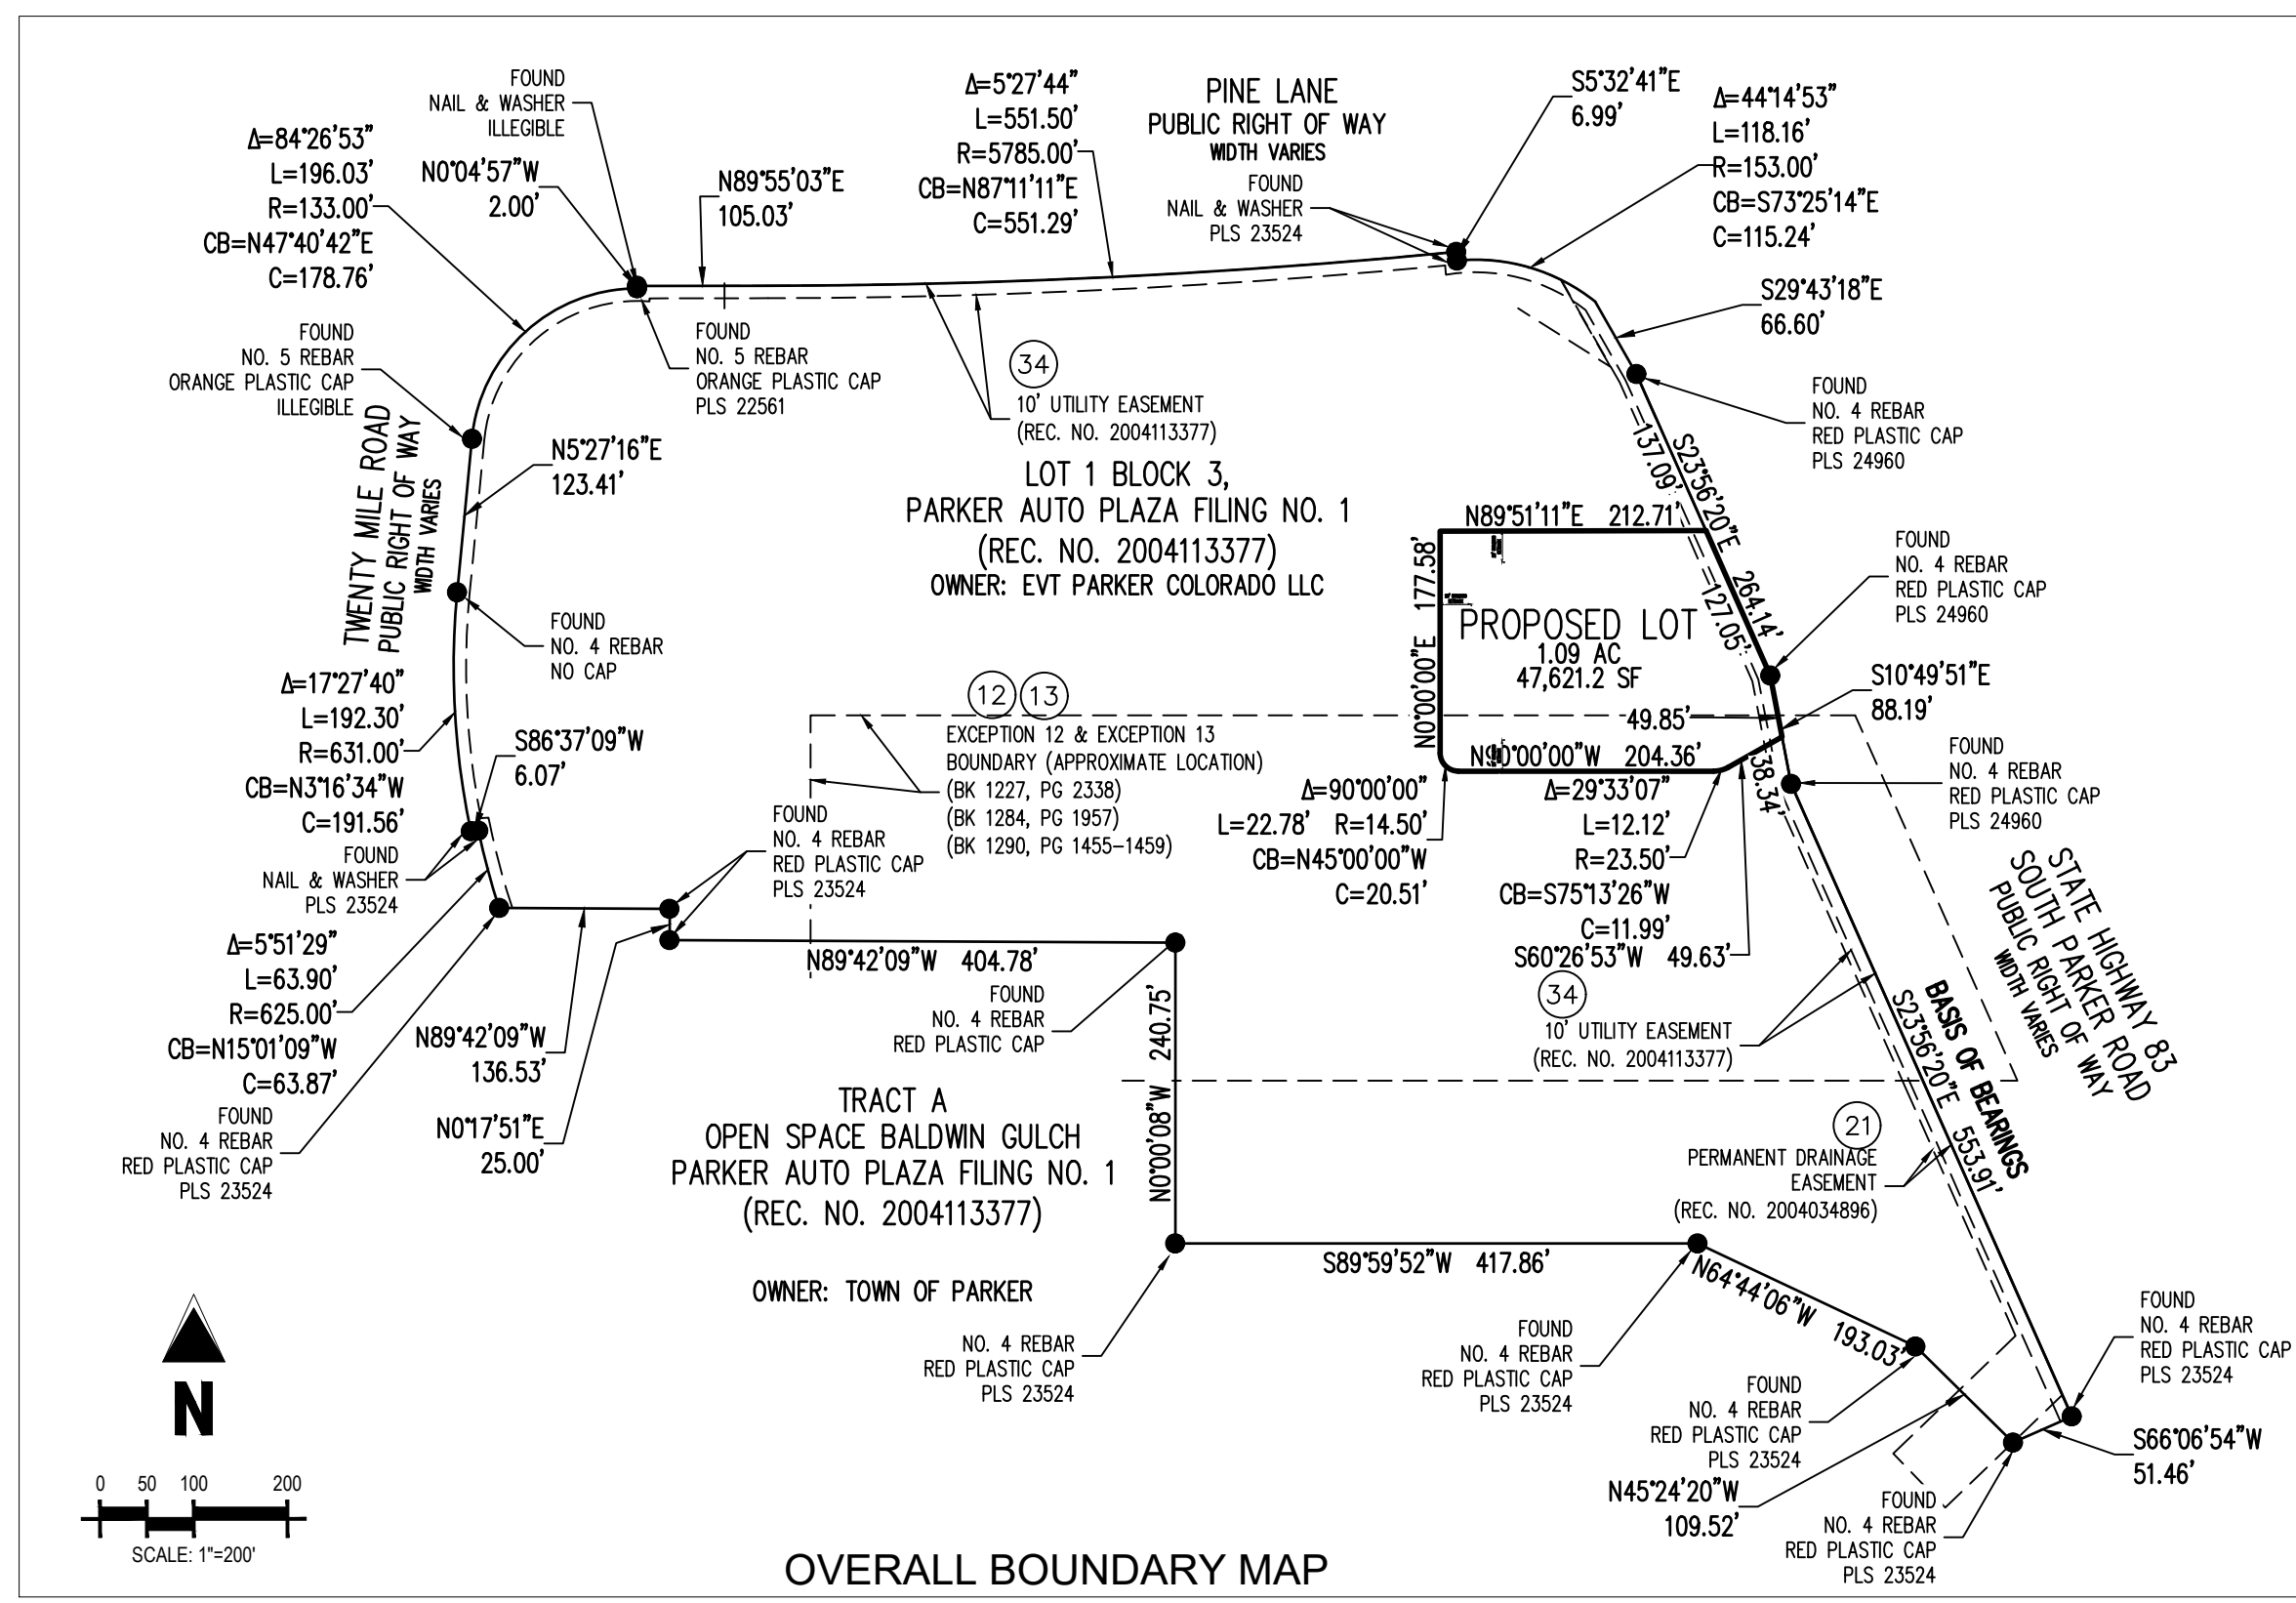 FOUND
NAIL & WASHER
ILLEGIBLE
Δ=84°26'53"
L=196.03'
R=133.00'
CB=N47°40'42"E
C=178.76'
N0°04'57"W
2.00'
N89°55'03"E
105.03'
Δ=5°27'44"
L=551.50'
R=5785.00'
CB=N87°11'11"E
C=551.29'
PINE LANE
PUBLIC RIGHT OF WAY
WIDTH VARIES
FOUND
NAIL & WASHER
PLS 23524
S5°32'41"E
6.99'
Δ=44°14'53"
L=118.16'
R=153.00'
CB=S73°25'14"E
C=115.24'
S29°43'18"E
66.60'
FOUND
NO. 5 REBAR
ORANGE PLASTIC CAP
ILLEGIBLE
FOUND
NO. 5 REBAR
ORANGE PLASTIC CAP
PLS 22561
34
10' UTILITY EASEMENT
(REC. NO. 2004113377)
FOUND
NO. 4 REBAR
RED PLASTIC CAP
PLS 24960
TWENTY MILE ROAD
PUBLIC RIGHT OF WAY
WIDTH VARIES
N5°27'16"E
123.41'
LOT 1 BLOCK 3,
PARKER AUTO PLAZA FILING NO. 1
(REC. NO. 2004113377)
OWNER: EVT PARKER COLORADO LLC
137.09'
S23°56'20"E 264.14'
N89°51'11"E 212.71'
N0°00'00"E 177.58'
127.05'
PROPOSED LOT
1.09 AC
47,621.2 SF
FOUND
NO. 4 REBAR
RED PLASTIC CAP
PLS 24960
FOUND
NO. 4 REBAR
NO CAP
Δ=17°27'40"
L=192.30'
R=631.00'
CB=N3°16'34"W
C=191.56'
S86°37'09"W
6.07'
12
13
EXCEPTION 12 & EXCEPTION 13
BOUNDARY (APPROXIMATE LOCATION)
(BK 1227, PG 2338)
(BK 1284, PG 1957)
(BK 1290, PG 1455-1459)
49.85'
S10°49'51"E
88.19'
N90°00'00"W 204.36'
38.34'
FOUND
NO. 4 REBAR
RED PLASTIC CAP
PLS 24960
Δ=90°00'00"
L=22.78' R=14.50'
CB=N45°00'00"W
C=20.51'
Δ=29°33'07"
L=12.12'
R=23.50'
CB=S75°13'26"W
C=11.99'
S60°26'53"W 49.63'
FOUND
NO. 4 REBAR
RED PLASTIC CAP
PLS 23524
FOUND
NAIL & WASHER
PLS 23524
Δ=5°51'29"
L=63.90'
R=625.00'
CB=N15°01'09"W
C=63.87'
FOUND
NO. 4 REBAR
RED PLASTIC CAP
PLS 23524
N89°42'09"W
136.53'
N0°17'51"E
25.00'
N89°42'09"W 404.78'
FOUND
NO. 4 REBAR
RED PLASTIC CAP
N0°00'08"W 240.75'
34
10' UTILITY EASEMENT
(REC. NO. 2004113377)
STATE HIGHWAY 83
SOUTH PARKER ROAD
PUBLIC RIGHT OF WAY
WIDTH VARIES
BASIS OF BEARINGS
S23°56'20"E 553.91'
TRACT A
OPEN SPACE BALDWIN GULCH
PARKER AUTO PLAZA FILING NO. 1
(REC. NO. 2004113377)
OWNER: TOWN OF PARKER
21
PERMANENT DRAINAGE
EASEMENT
(REC. NO. 2004034896)
S89°59'52"W 417.86'
N64°44'06"W 193.03'
NO. 4 REBAR
RED PLASTIC CAP
PLS 23524
FOUND
NO. 4 REBAR
RED PLASTIC CAP
PLS 23524
FOUND
NO. 4 REBAR
RED PLASTIC CAP
PLS 23524
FOUND
NO. 4 REBAR
RED PLASTIC CAP
PLS 23524
S66°06'54"W
51.46'
N45°24'20"W
109.52'
FOUND
NO. 4 REBAR
RED PLASTIC CAP
PLS 23524
N
0 50 100 200
SCALE: 1"=200'
OVERALL BOUNDARY MAP